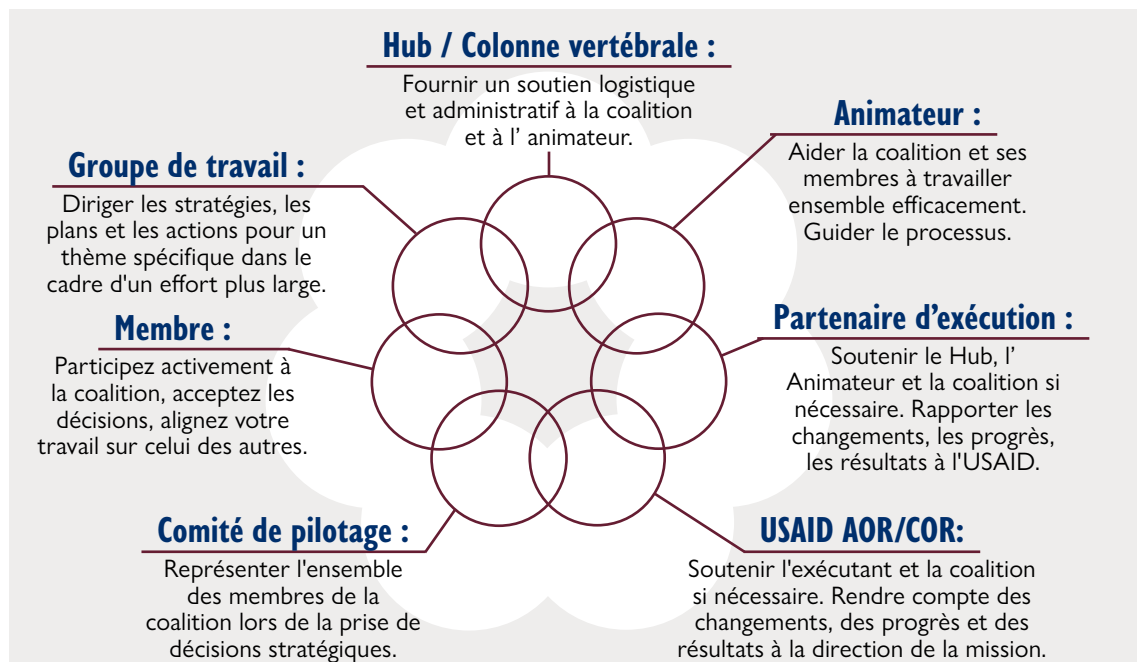 Hub / Colonne vertébrale :
Fournir un soutien logistique
et administratif à la coalition
et à l’ animateur.
Animateur :
Aider la coalition et ses
membres à travailler
ensemble efficacement.
Guider le processus.
Groupe de travail :
Diriger les stratégies, les
plans et les actions pour un
thème spécifique dans le
cadre d'un effort plus large.
Membre :
Participez activement à
la coalition, acceptez les
décisions, alignez votre
travail sur celui des autres.
Partenaire d’exécution :
Soutenir le Hub, l’
Animateur et la coalition si
nécessaire. Rapporter les
changements, les progrès,
les résultats à l'USAID.
Comité de pilotage :
Représenter l'ensemble
des membres de la
coalition lors de la prise de
décisions stratégiques.
USAID AOR/COR:
Soutenir l'exécutant et la coalition
si nécessaire. Rendre compte des
changements, des progrès et des
résultats à la direction de la mission.